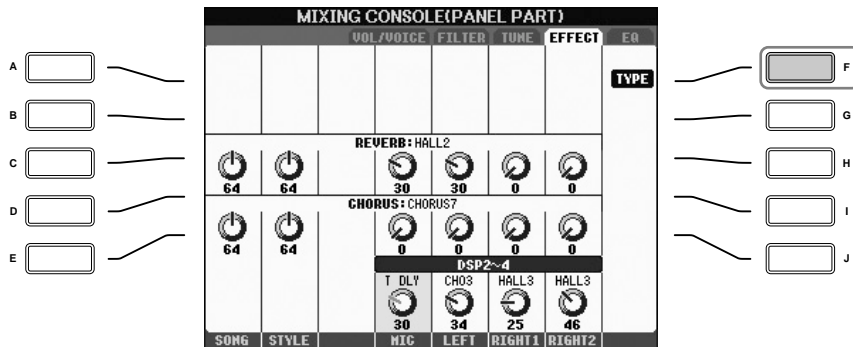 MIXING CONSOLE(PANEL PART)
VOL/VOICE FILTER TUNE EFFECT EQ
A
F
TYPE
B
G
REVERB: HALL2
C
H
64 64 30 30 0 0
CHORUS: CHORUS7
D
I
64 64 0 0 0 0
E
J
DSP2~4
T DLY CHO3 HALL3 HALL3
30 34 25 46
SONG STYLE MIC LEFT RIGHT1 RIGHT2